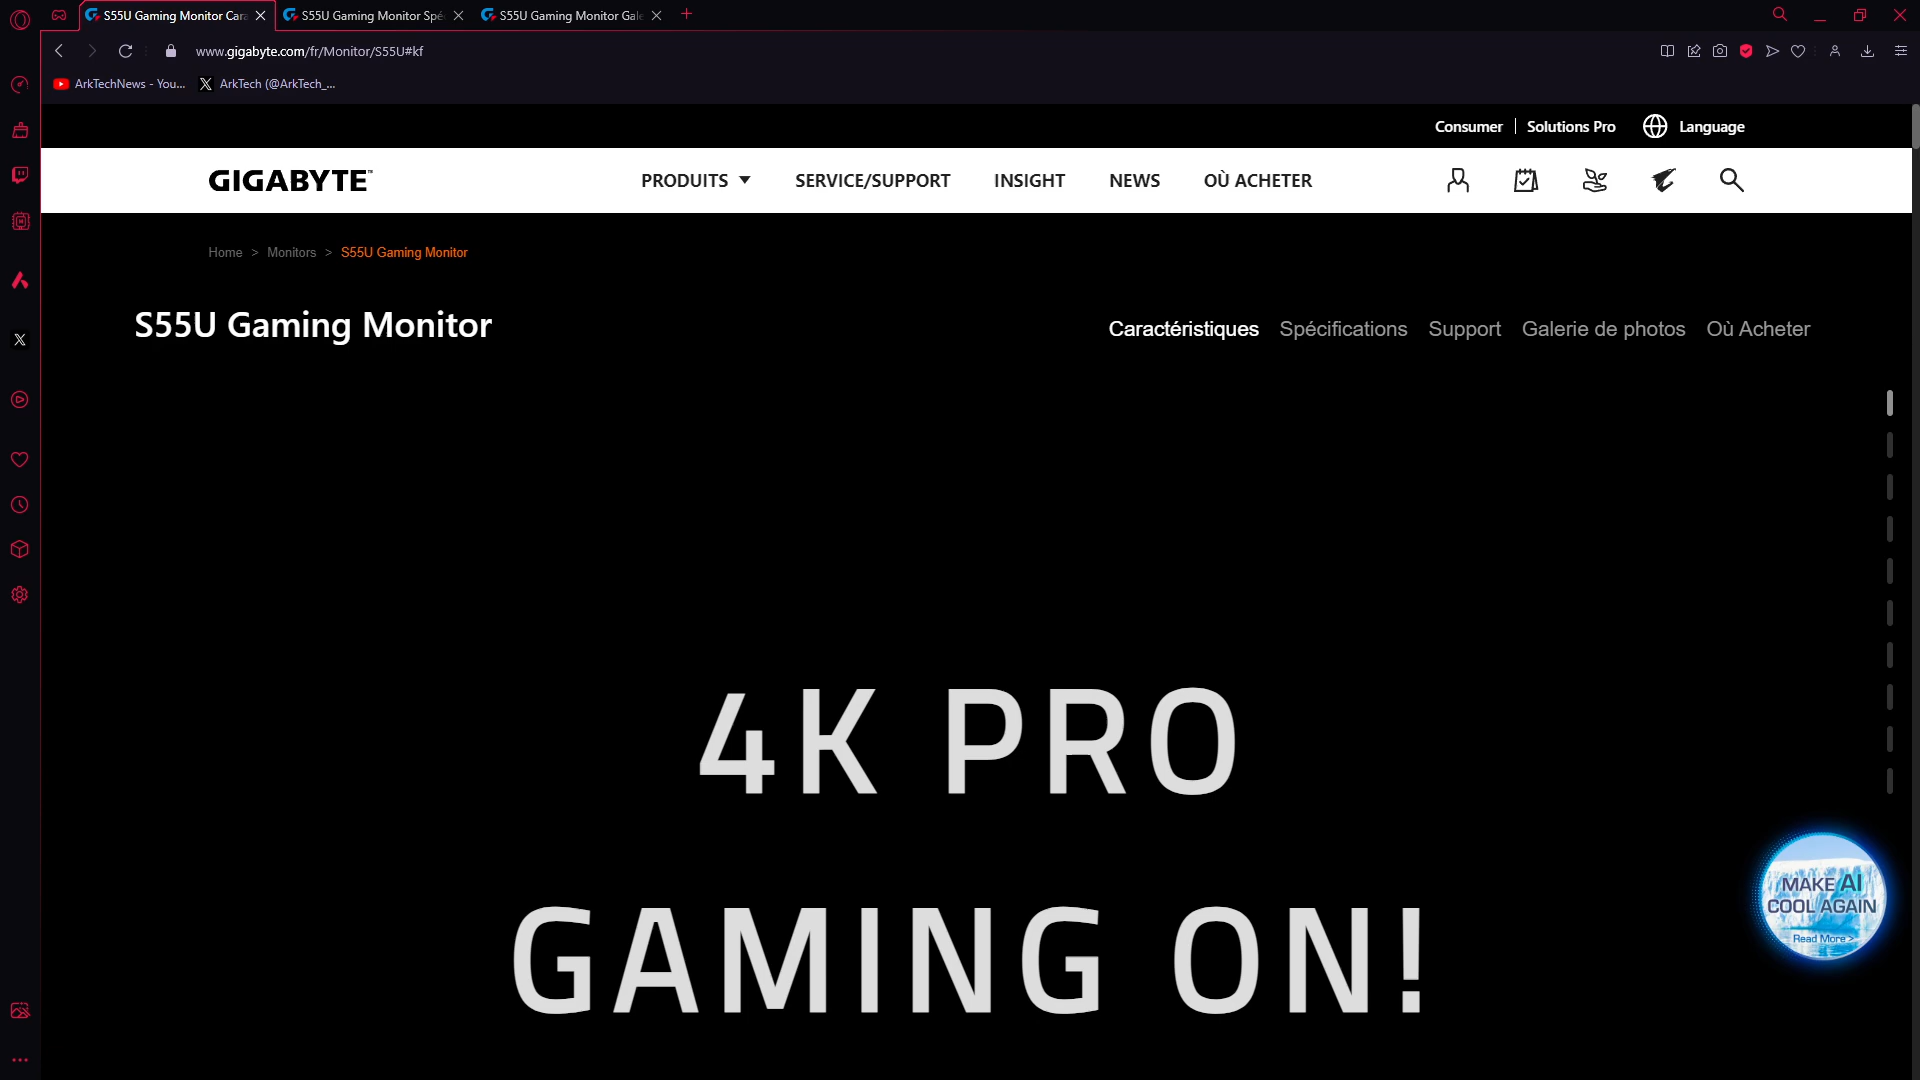 S55U Gaming Monitor Cara
S55U Gaming Monitor Spé
S55U Gaming Monitor Gale
www.gigabyte.com/fr/Monitor/S55U#kf
ArkTechNews - You...
ArkTech (@ArkTech_...
Consumer | Solutions Pro Language
GIGABYTE™
PRODUITS ▼ SERVICE/SUPPORT INSIGHT NEWS OÙ ACHETER
Home > Monitors > S55U Gaming Monitor
S55U Gaming Monitor
Caractéristiques Spécifications Support Galerie de photos Où Acheter
4K PRO
GAMING ON!
MAKE AI
COOL AGAIN
Read More >